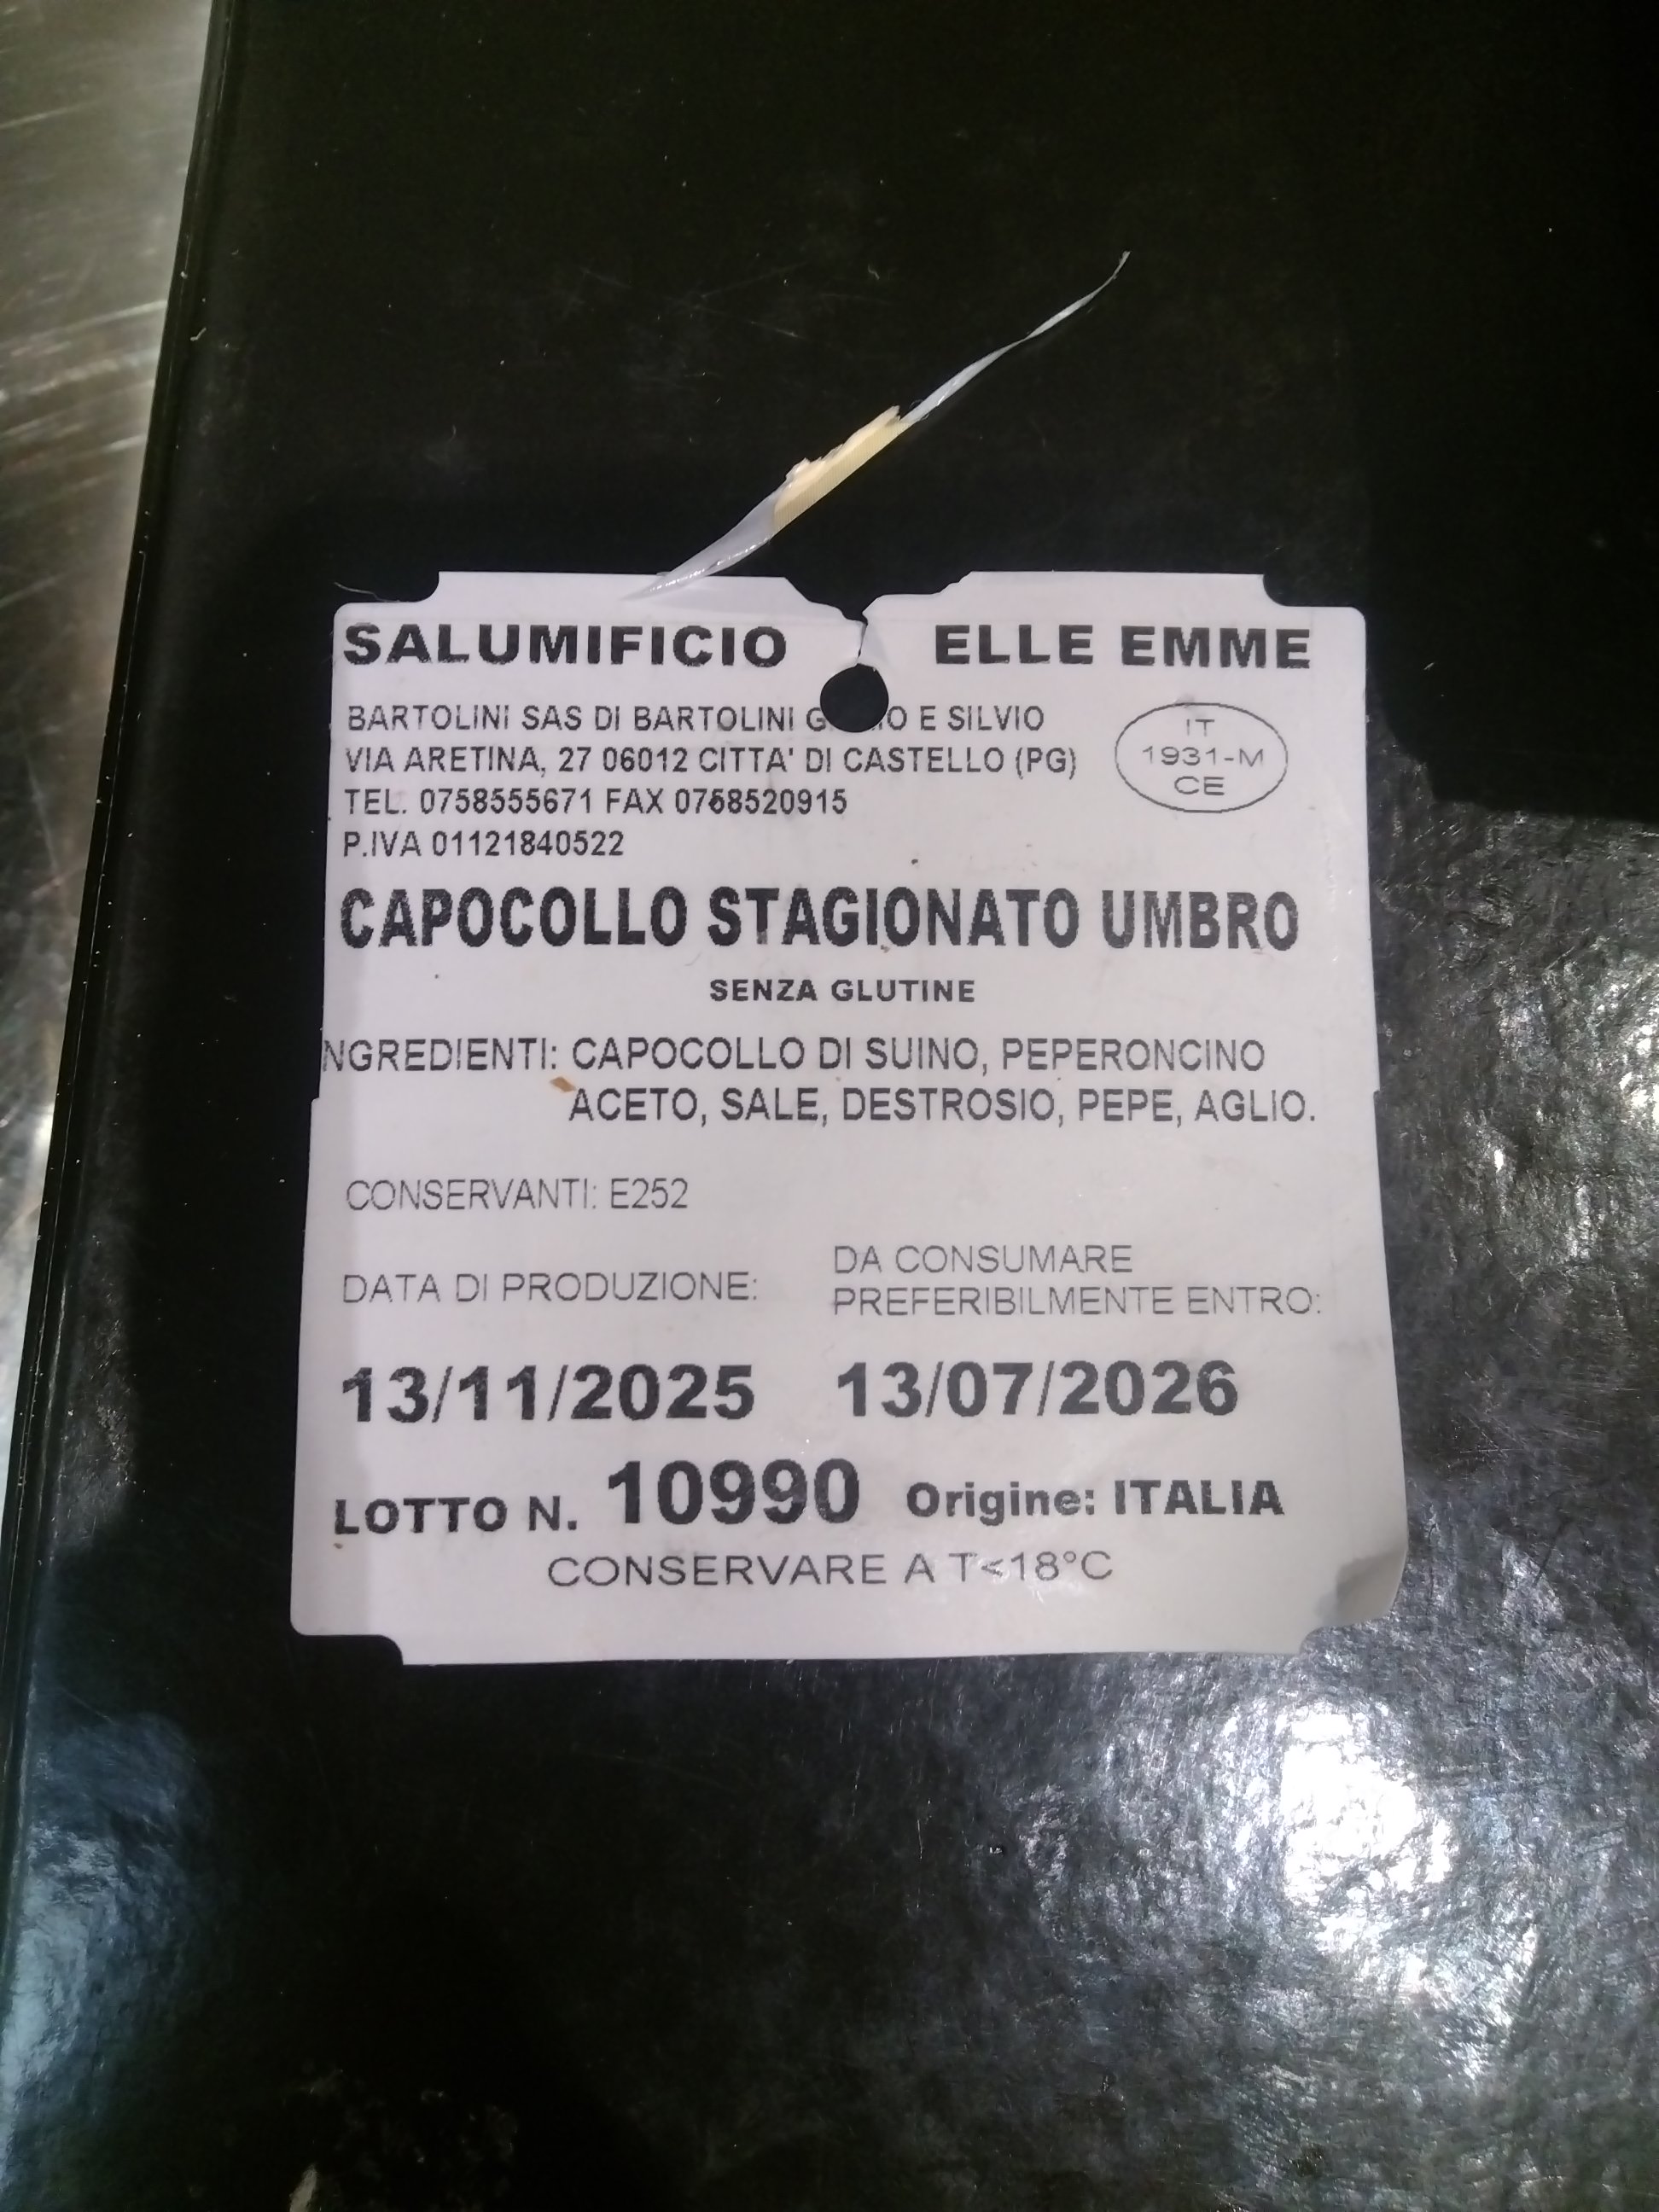 SALUMIFICIO ELLE EMME
BARTOLINI SAS DI BARTOLINI E SILVIO
VIA ARETINA, 27 06012 CITTA' DI CASTELLO (PG)
TEL. 0758555671 FAX 0758520915
P.IVA 01121840522
IT
1931-M
CE
CAPOCOLLO STAGIONATO UMBRO
SENZA GLUTINE
NGREDIENTI: CAPOCOLLO DI SUINO, PEPERONCINO
ACETO, SALE, DESTROSIO, PEPE, AGLIO.
CONSERVANTI: E252
DATA DI PRODUZIONE:
13/11/2025
DA CONSUMARE
PREFERIBILMENTE ENTRO:
13/07/2026
LOTTO N. 10990 Origine: ITALIA
CONSERVARE A T<18°C